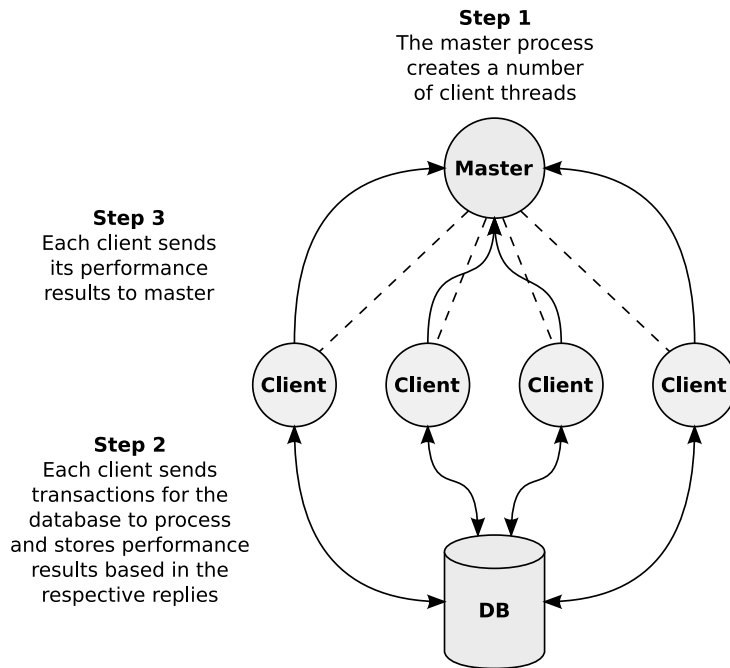 Step 1
The master process
creates a number
of client threads
Master
Step 3
Each client sends
its performance
results to master
Client
Client
Client
Client
Step 2
Each client sends
transactions for the
database to process
and stores performance
results based in the
respective replies
DB